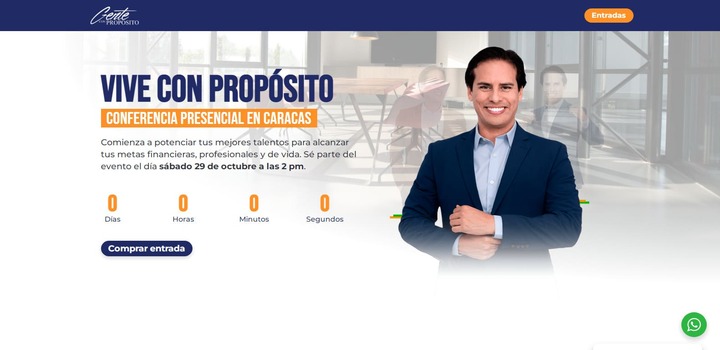 Gente
CON PROPÓSITO
Entradas
VIVE CON PROPÓSITO
CONFERENCIA PRESENCIAL EN CARACAS
Comienza a potenciar tus mejores talentos para alcanzar
tus metas financieras, profesionales y de vida. Sé parte del
evento el día sábado 29 de octubre a las 2 pm.
0 0 0 0
Días Horas Minutos Segundos
Comprar entrada